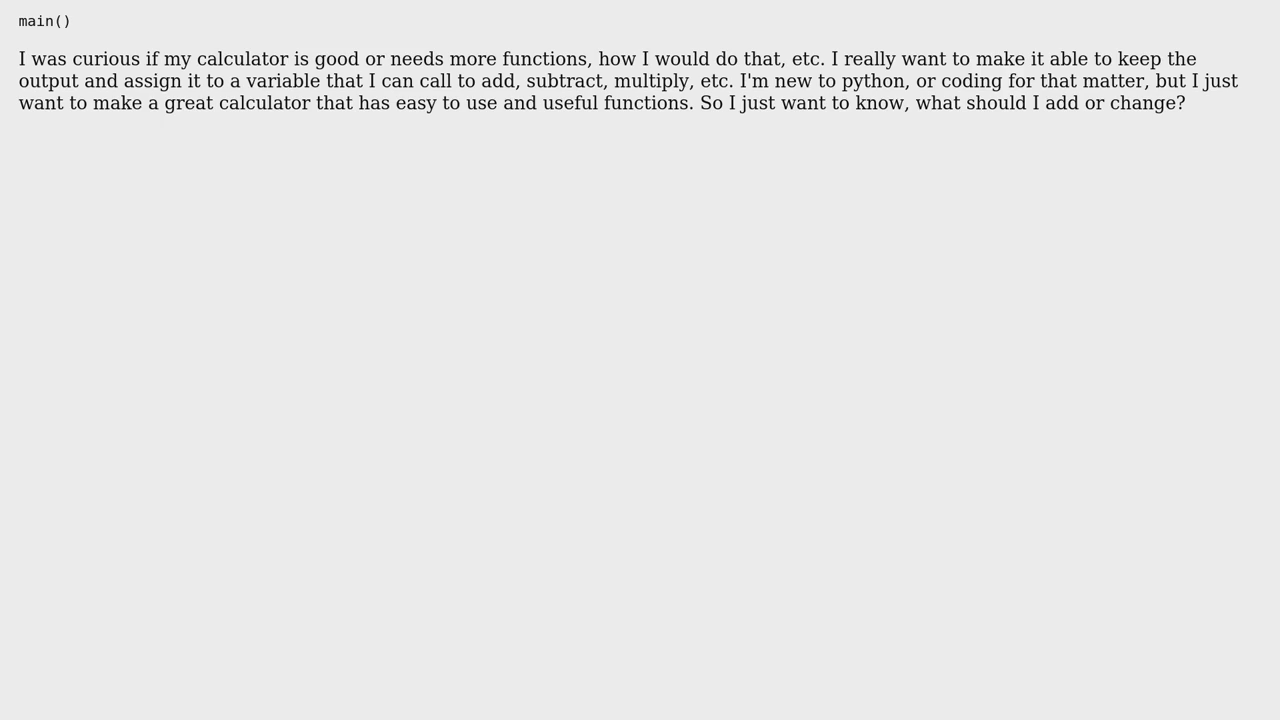 main()
I was curious if my calculator is good or needs more functions, how I would do that, etc. I really want to make it able to keep the
output and assign it to a variable that I can call to add, subtract, multiply, etc. I'm new to python, or coding for that matter, but I just
want to make a great calculator that has easy to use and useful functions. So I just want to know, what should I add or change?